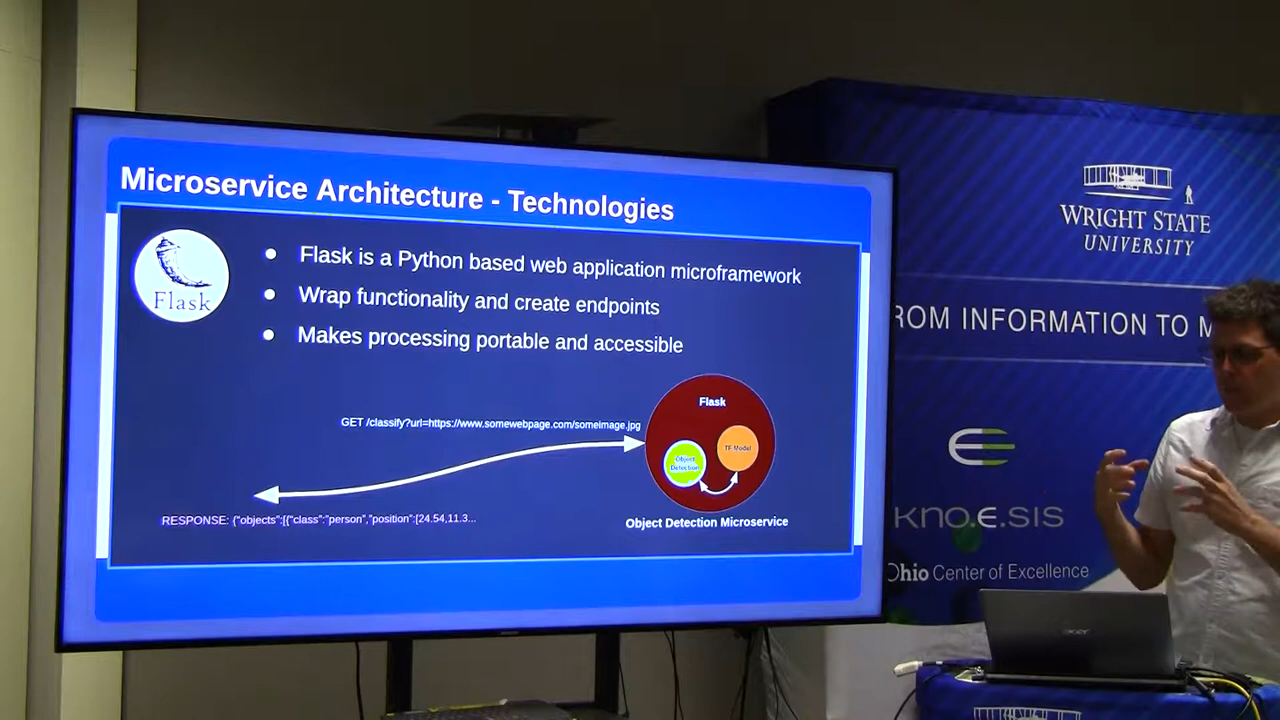 Microservice Architecture - Technologies
Flask
Flask is a Python based web application microframework
Wrap functionality and create endpoints
Makes processing portable and accessible
GET /classify?url=https://www.somewebpage.com/someimage.jpg
Flask
Object
Detection
TF Model
RESPONSE: {"objects":[{"class":"person","position":[24.54,11.3...
Object Detection Microservice
WRIGHT STATE
UNIVERSITY
ROM INFORMATION TO M
kno.e.sis
Ohio Center of Excellence
acer